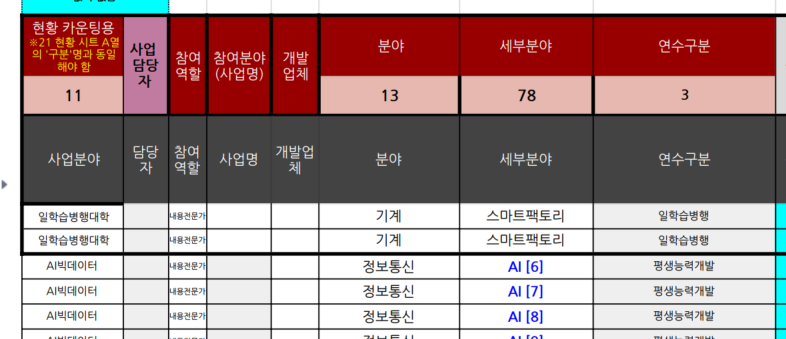 현황 카운팅용
※21 현황 시트 A열
의 '구분'명과 동일
해야 함
사업
담당
자
참여
역할
참여분야
(사업명)
개발
업체
분야
세부분야
연수구분
11
13
78
3
사업분야
담당
자
참여
역할
사업명
개발업
체
분야
세부분야
연수구분
일학습병행대학
내용전문가
기계
스마트팩토리
일학습병행
일학습병행대학
내용전문가
기계
스마트팩토리
일학습병행
AI빅데이터
내용전문가
정보통신
AI [6]
평생능력개발
AI빅데이터
내용전문가
정보통신
AI [7]
평생능력개발
AI빅데이터
내용전문가
정보통신
AI [8]
평생능력개발